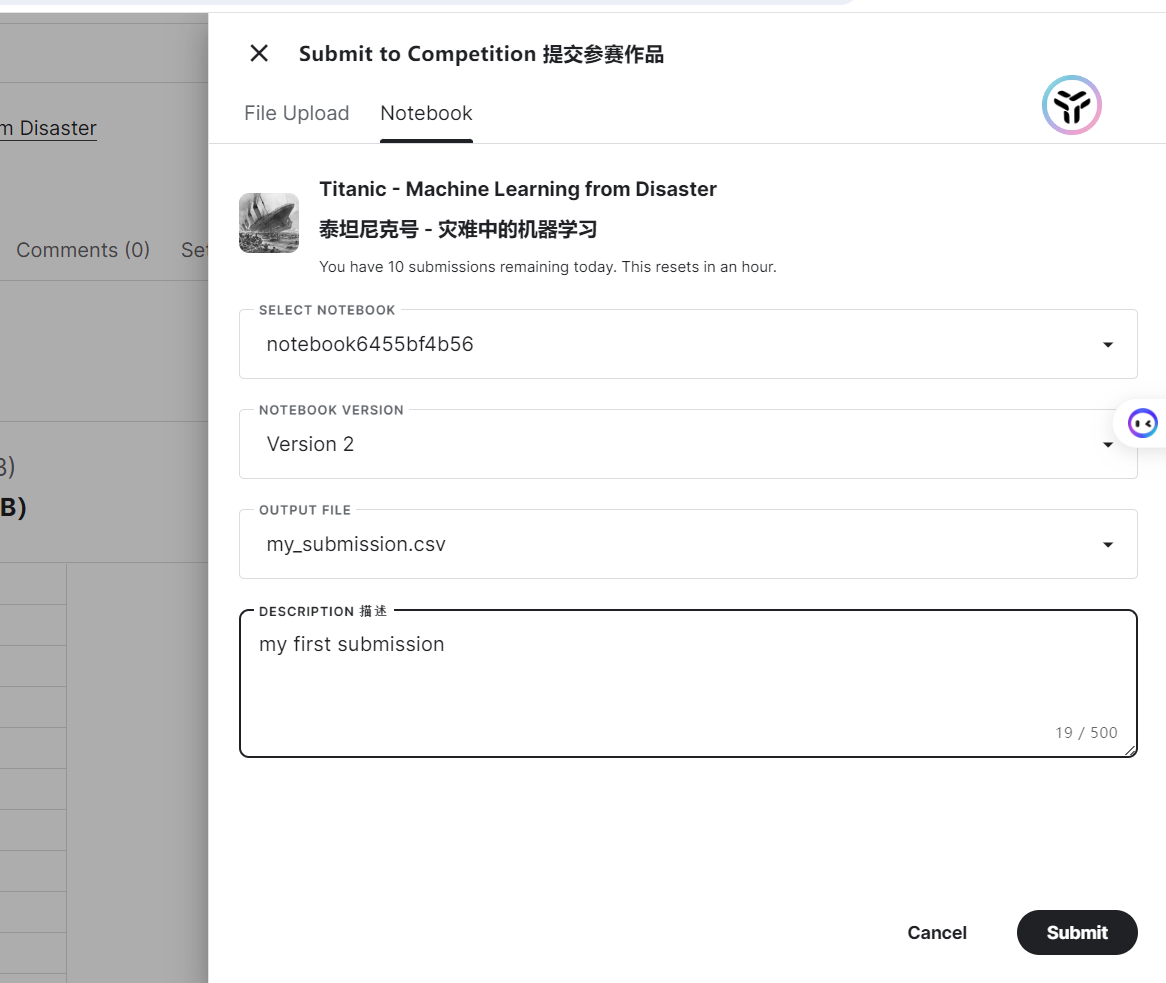 Submit to Competition 提交参赛作品
File Upload
Notebook
m Disaster
Titanic - Machine Learning from Disaster
泰坦尼克号 - 灾难中的机器学习
Comments (0)
Set
You have 10 submissions remaining today. This resets in an hour.
SELECT NOTEBOOK
notebook6455bf4b56
NOTEBOOK VERSION
Version 2
B)
B)
OUTPUT FILE
my_submission.csv
DESCRIPTION 描述
my first submission
19 / 500
Cancel
Submit